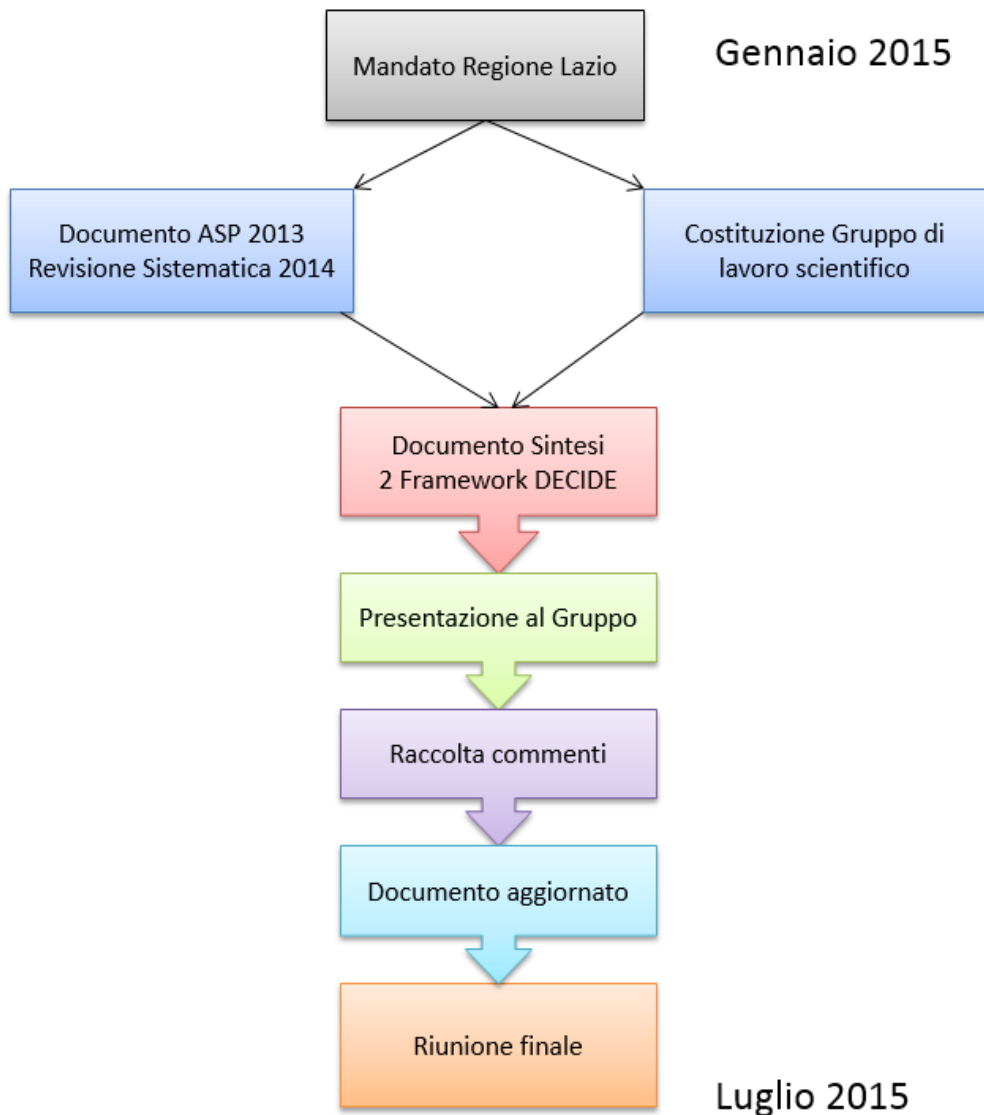 Mandato Regione Lazio
Gennaio 2015
Documento ASP 2013
Revisione Sistematica 2014
Costituzione Gruppo di
lavoro scientifico
Documento Sintesi
2 Framework DECIDE
Presentazione al Gruppo
Raccolta commenti
Documento aggiornato
Riunione finale
Luglio 2015